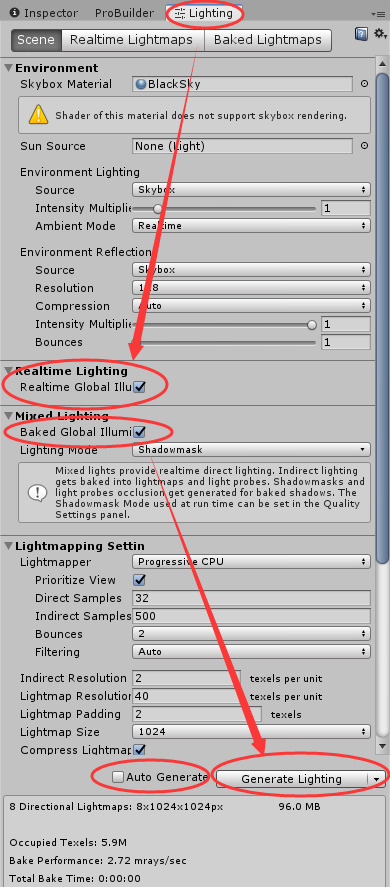 Inspector ProBuilder Lighting
Scene Realtime Lightmaps Baked Lightmaps
Environment
Skybox Material BlackSky
Shader of this material does not support skybox rendering.
Sun Source None (Light)
Environment Lighting
Source Skybox
Intensity Multiplie 1
Ambient Mode Realtime
Environment Reflection
Source Skybox
Resolution 128
Compression Auto
Intensity Multiplie 1
Bounces 1
Realtime Lighting
Realtime Global Illu
Mixed Lighting
Baked Global Illumi
Lighting Mode Shadowmask
Mixed lights provide realtime direct lighting. Indirect lighting
gets baked into lightmaps and light probes. Shadowmasks and
light probes occlusion get generated for baked shadows. The
Shadowmask Mode used at run time can be set in the Quality
Settings panel.
Lightmapping Settin
Lightmapper Progressive CPU
Prioritize View
Direct Samples 32
Indirect Samples 500
Bounces 2
Filtering Auto
Indirect Resolution 2 texels per unit
Lightmap Resolution 40 texels per unit
Lightmap Padding 2 texels
Lightmap Size 1024
Compress Lightmap
Auto Generate Generate Lighting
8 Directional Lightmaps: 8x1024x1024px 96.0 MB
Occupied Texels: 5.9M
Bake Performance: 2.72 mrays/sec
Total Bake Time: 0:00:00